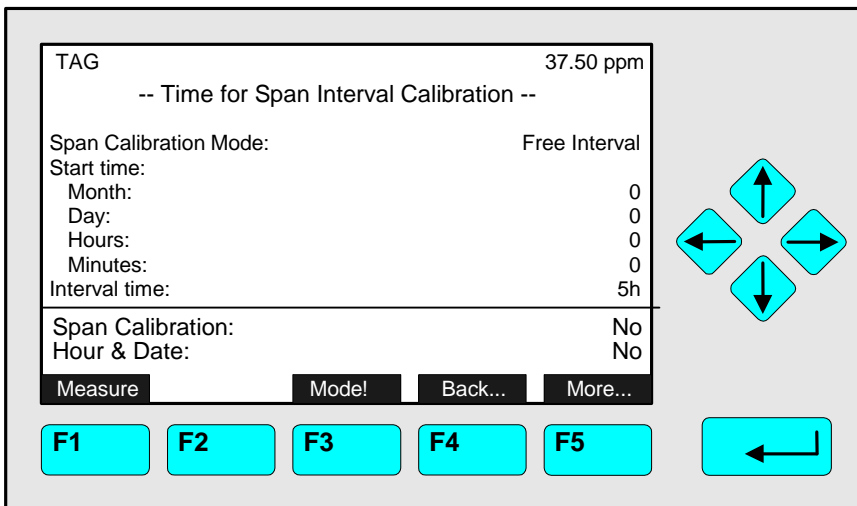 TAG 37.50 ppm
-- Time for Span Interval Calibration --
Span Calibration Mode: Free Interval
Start time:
Month: 0
Day: 0
Hours: 0
Minutes: 0
Interval time: 5h
Span Calibration: No
Hour & Date: No
Measure Mode! Back... More...
F1 F2 F3 F4 F5